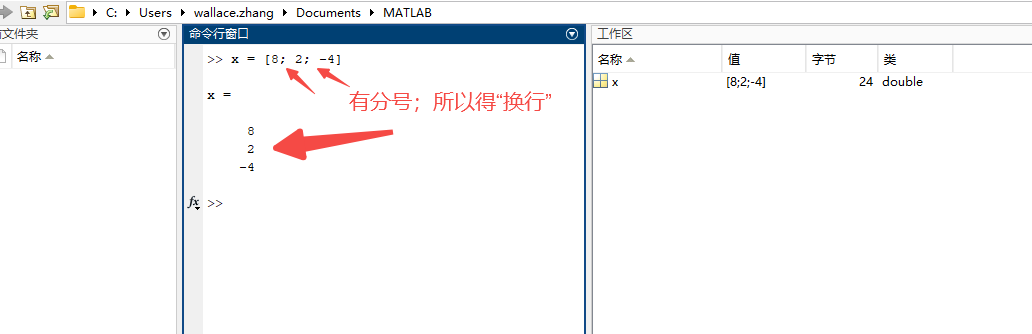 C: Users wallace.zhang Documents MATLAB
文件夹
名称
命令行窗口
>> x = [8; 2; -4]
x =
有分号；所以得“换行”
8
2
-4
fx >>
工作区
名称 值 字节 类
x [8;2;-4] 24 double